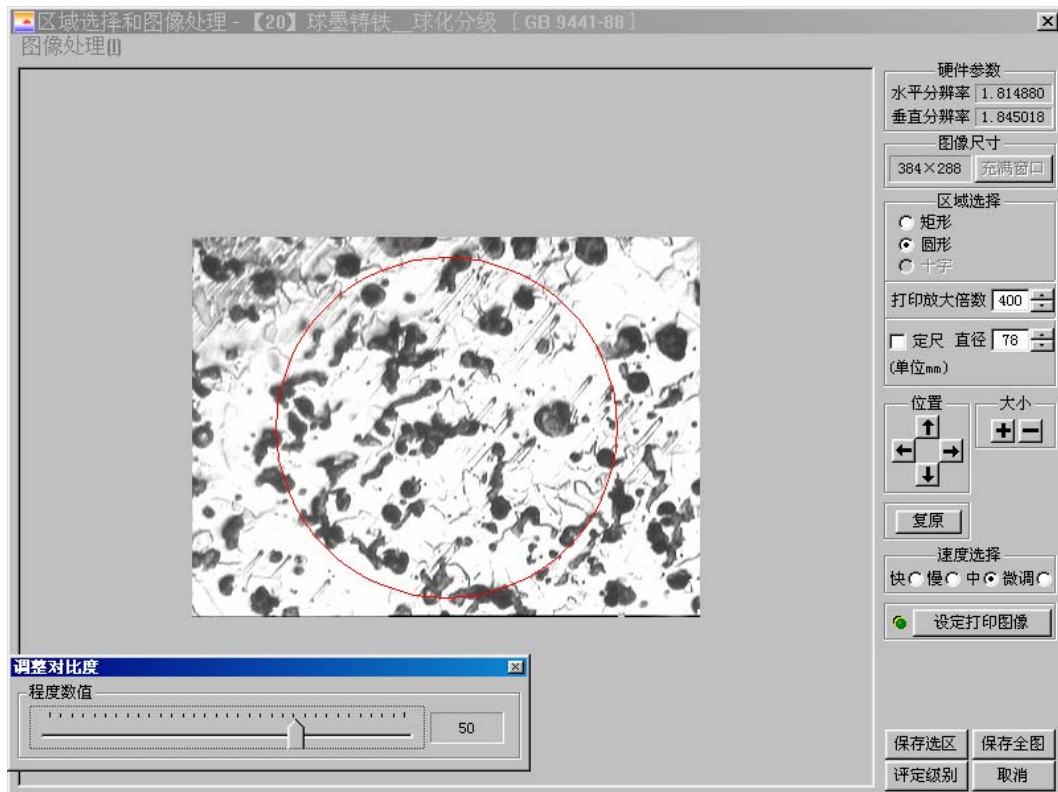 区域选择和图像处理 - 【20】球墨铸铁__球化分级 [ GB 9441-88 ]
图像处理(I)
硬件参数
水平分辨率 1.814880
垂直分辨率 1.845018
图像尺寸
384×288 充满窗口
区域选择
矩形
圆形
十字
打印放大倍数 400
定尺 直径 78
(单位mm)
位置 大小
复原
速度选择
快 慢 中 微调
设定打印图像
调整对比度
程度数值
50
保存选区 保存全图
评定级别 取消